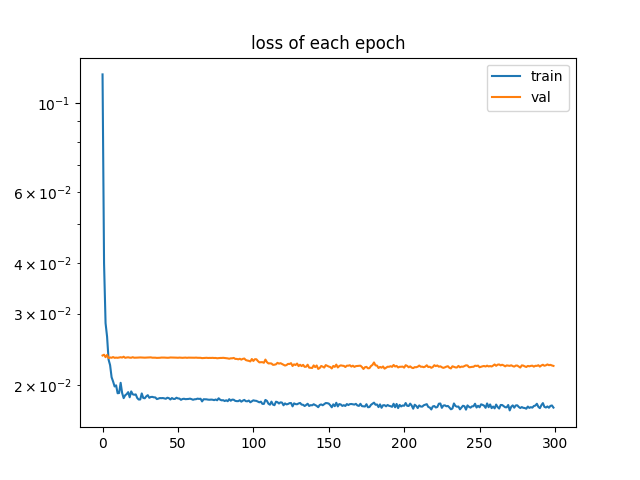 loss of each epoch
train
val
10⁻¹
6 × 10⁻²
4 × 10⁻²
3 × 10⁻²
2 × 10⁻²
0 50 100 150 200 250 300